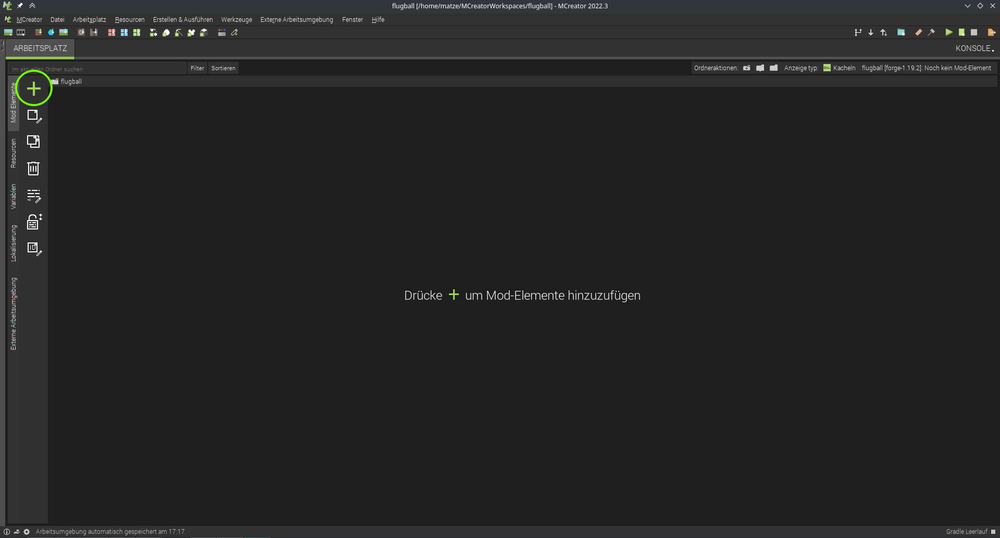 flugball [/home/matze/MCreatorWorkspaces/flugball] - MCreator 2022.3
MCreator Datei Arbeitsplatz Resourcen Erstellen & Ausführen Werkzeuge Externe Arbeitsumgebung Fenster Hilfe
ARBEITSPLATZ KONSOLE.
Im aktuellen Ordner suchen Filter Sortieren Ordneraktionen: Anzeige typ: Kacheln flugball [forge-1.19.2]: Noch kein Mod-Element
flugball
Mod Elemente
Resourcen
Variablen
Lokalisierung
Externe Arbeitsumgebung
ID
Drücke + um Mod-Elemente hinzuzufügen
Arbeitsumgebung automatisch gespeichert am 17:17 Gradle Leerlauf